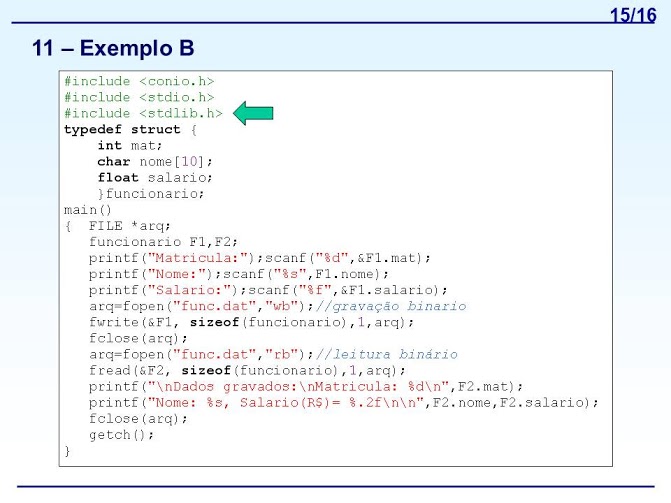 15/16
11 – Exemplo B
#include <conio.h>
#include <stdio.h>
#include <stdlib.h>
typedef struct {
    int mat;
    char nome[10];
    float salario;
    }funcionario;
main()
{  FILE *arq;
   funcionario F1,F2;
   printf("Matricula:");scanf("%d",&F1.mat);
   printf("Nome:");scanf("%s",F1.nome);
   printf("Salario:");scanf("%f",&F1.salario);
   arq=fopen("func.dat","wb");//gravação binario
   fwrite(&F1, sizeof(funcionario),1,arq);
   fclose(arq);
   arq=fopen("func.dat","rb");//leitura binário
   fread(&F2, sizeof(funcionario),1,arq);
   printf("\nDados gravados:\nMatricula: %d\n",F2.mat);
   printf("Nome: %s, Salario(R$)= %.2f\n\n",F2.nome,F2.salario);
   fclose(arq);
   getch();
}